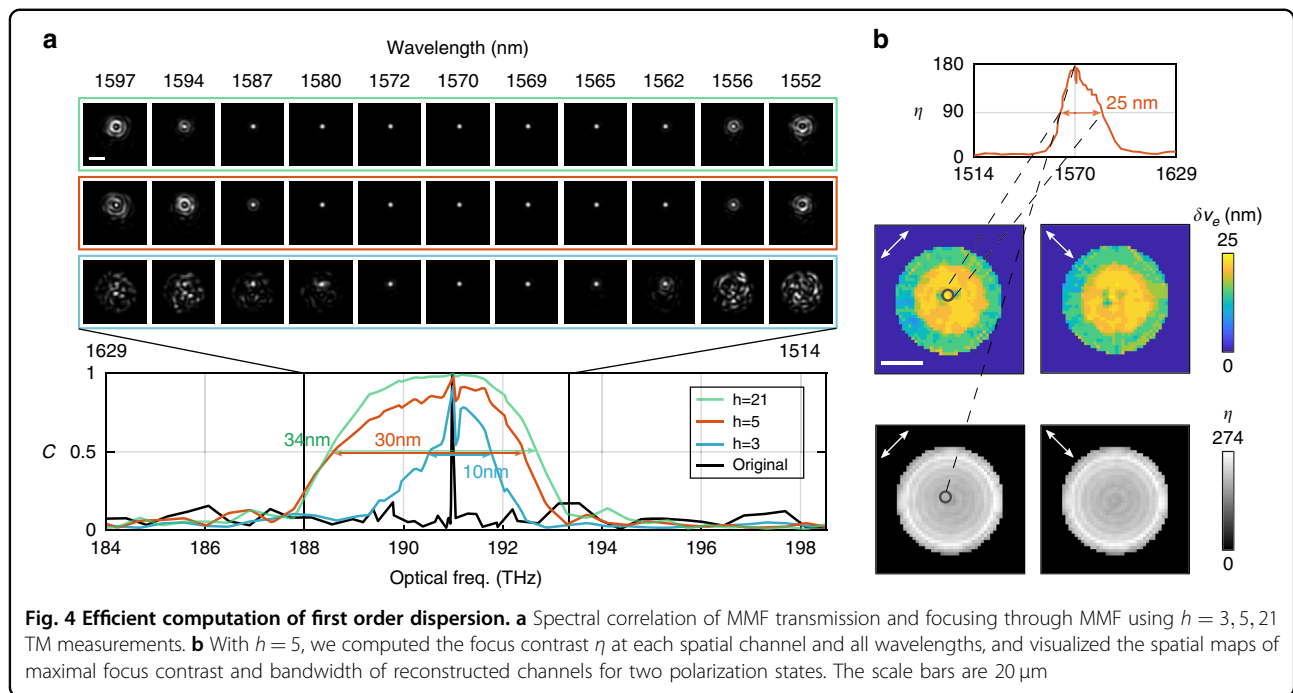 a
Wavelength (nm)
1597 1594 1587 1580 1572 1570 1569 1565 1562 1556 1552
1629 1514
1
C 0.5
0
34nm 30nm
10nm
h=21
h=5
h=3
Original
184 186 188 190 192 194 196 198
Optical freq. (THz)
b
180
η 90
0
25 nm
1514 1570 1629
δνₑ (nm)
25
0
η
274
0
Fig. 4 Efficient computation of first order dispersion. a Spectral correlation of MMF transmission and focusing through MMF using h = 3, 5, 21
TM measurements. b With h = 5, we computed the focus contrast η at each spatial channel and all wavelengths, and visualized the spatial maps of
maximal focus contrast and bandwidth of reconstructed channels for two polarization states. The scale bars are 20 μm